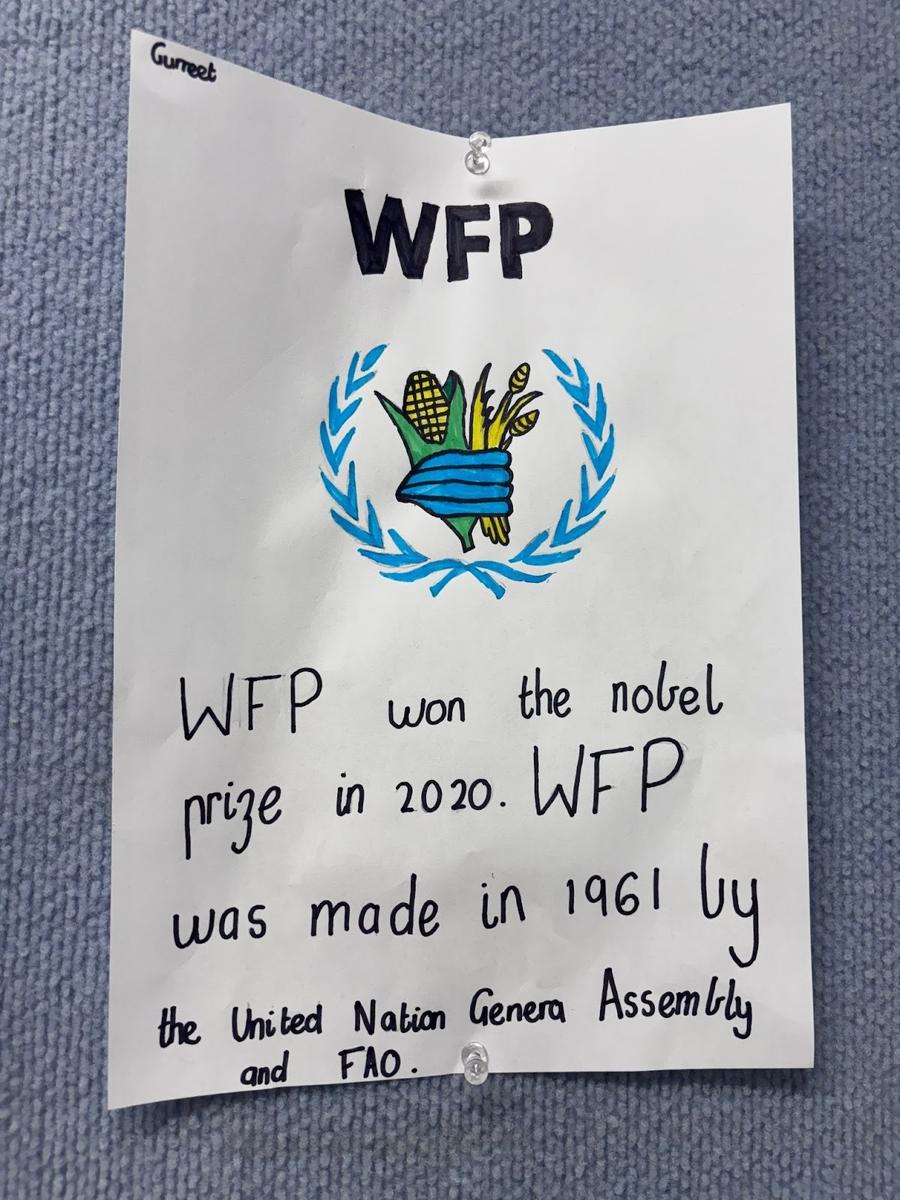 Gurreet
WFP
WFP won the nobel
prize in 2020. WFP
was made in 1961 by
the United Nation Genera Assembly
and FAO.